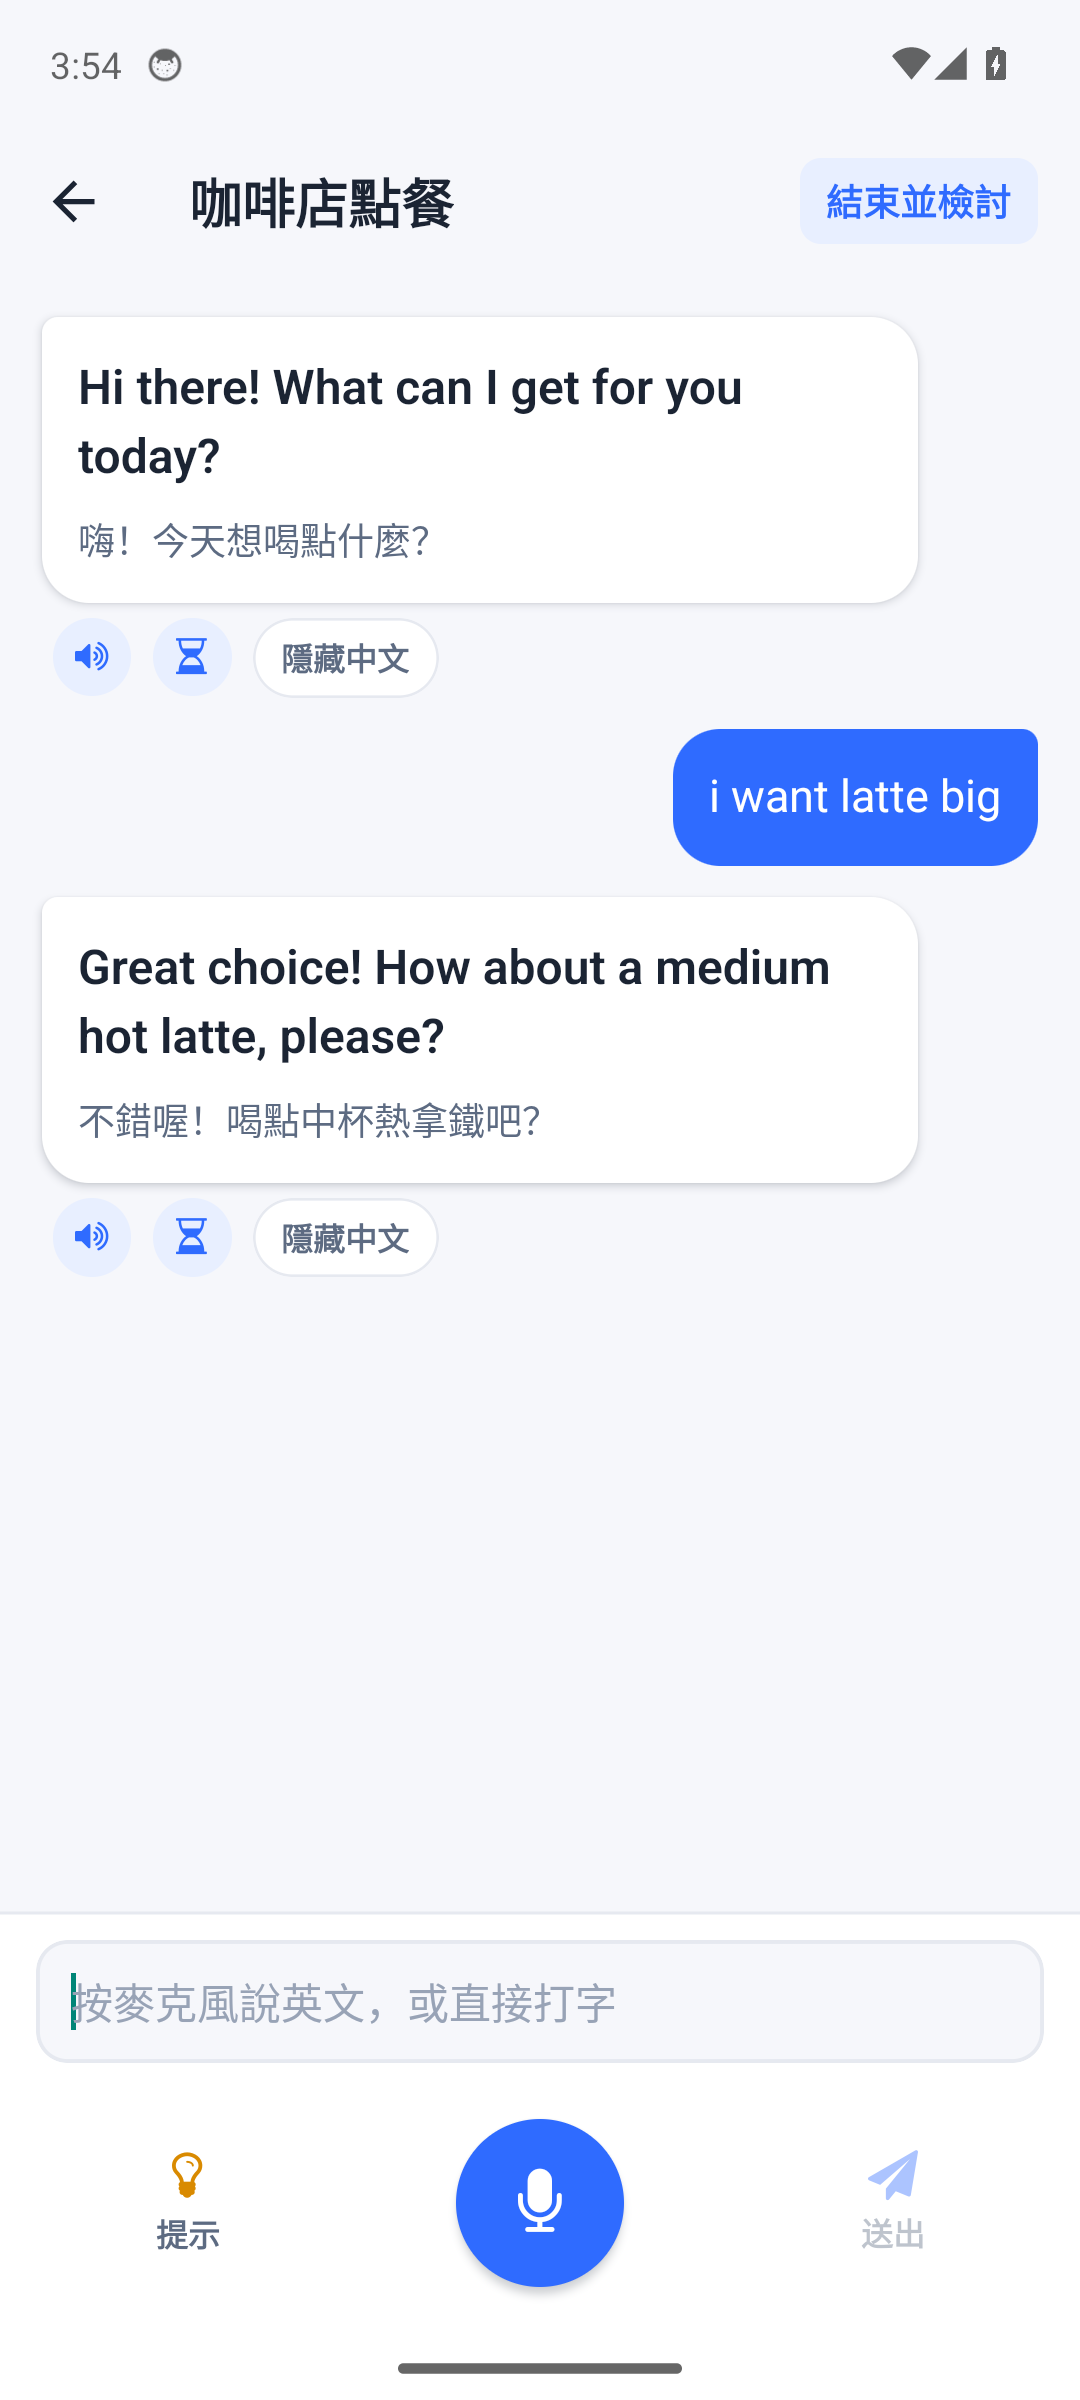 3:54
咖啡店點餐
結束並檢討
Hi there! What can I get for you
today?
嗨！今天想喝點什麼？
隱藏中文
i want latte big
Great choice! How about a medium
hot latte, please?
不錯喔！喝點中杯熱拿鐵吧？
隱藏中文
按麥克風說英文，或直接打字
提示
送出